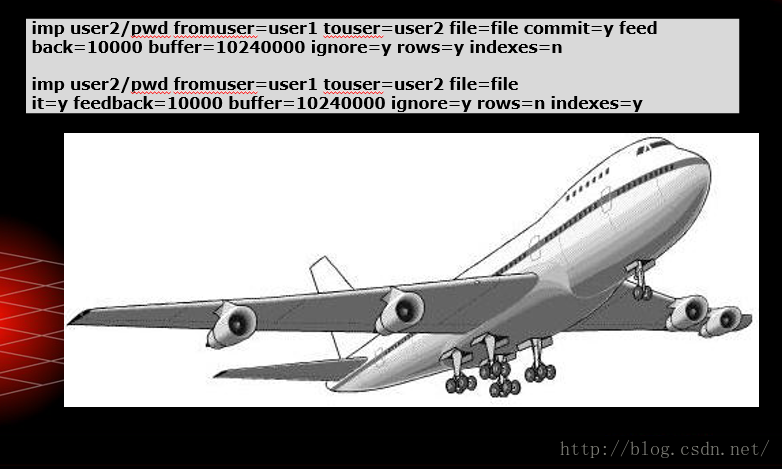 imp user2/pwd fromuser=user1 touser=user2 file=file commit=y feed
back=10000 buffer=10240000 ignore=y rows=y indexes=n
imp user2/pwd fromuser=user1 touser=user2 file=file
it=y feedback=10000 buffer=10240000 ignore=y rows=n indexes=y
http://blog.csdn.net/